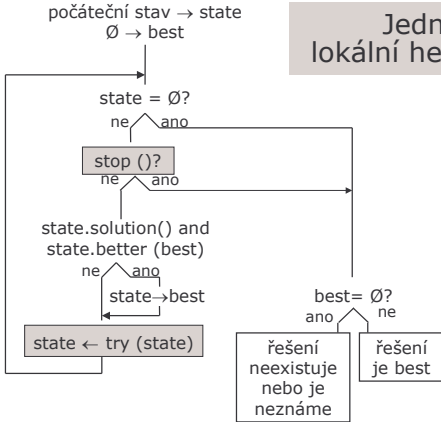 počáteční stav → state
Ø → best
Jedn
lokální he
state = Ø?
ne ano
stop ()?
ne ano
state.solution() and
state.better (best)
ne ano
state→best
state ← try (state)
best= Ø?
ano ne
řešení
neexistuje
nebo je
neznáme
řešení
je best